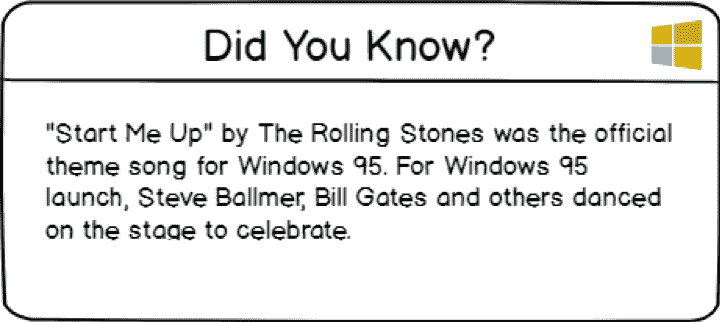 Did You Know?
"Start Me Up" by The Rolling Stones was the official
theme song for Windows 95. For Windows 95
launch, Steve Ballmer, Bill Gates and others danced
on the stage to celebrate.